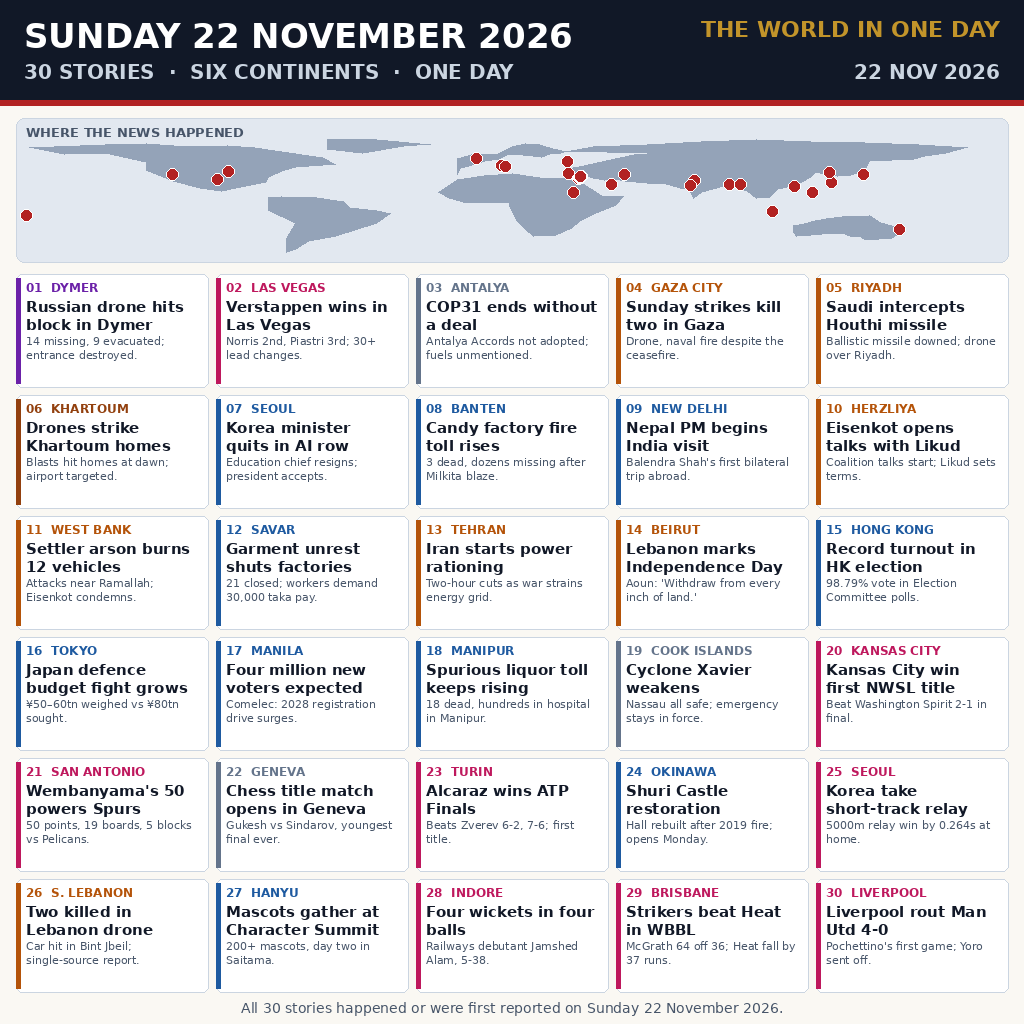 SUNDAY 22 NOVEMBER 2026
THE WORLD IN ONE DAY
30 STORIES · SIX CONTINENTS · ONE DAY
22 NOV 2026
WHERE THE NEWS HAPPENED
01 DYMER
Russian drone hits
block in Dymer
14 missing, 9 evacuated;
entrance destroyed.
02 LAS VEGAS
Verstappen wins in
Las Vegas
Norris 2nd, Piastri 3rd; 30+
lead changes.
03 ANTALYA
COP31 ends without
a deal
Antalya Accords not adopted;
fuels unmentioned.
04 GAZA CITY
Sunday strikes kill
two in Gaza
Drone, naval fire despite the
ceasefire.
05 RIYADH
Saudi intercepts
Houthi missile
Ballistic missile downed; drone
over Riyadh.
06 KHARTOUM
Drones strike
Khartoum homes
Blasts hit homes at dawn;
airport targeted.
07 SEOUL
Korea minister
quits in AI row
Education chief resigns;
president accepts.
08 BANTEN
Candy factory fire
toll rises
3 dead, dozens missing after
Milkita blaze.
09 NEW DELHI
Nepal PM begins
India visit
Balendra Shah's first bilateral
trip abroad.
10 HERZLIYA
Eisenkot opens
talks with Likud
Coalition talks start; Likud sets
terms.
11 WEST BANK
Settler arson burns
12 vehicles
Attacks near Ramallah;
Eisenkot condemns.
12 SAVAR
Garment unrest
shuts factories
21 closed; workers demand
30,000 taka pay.
13 TEHRAN
Iran starts power
rationing
Two-hour cuts as war strains
energy grid.
14 BEIRUT
Lebanon marks
Independence Day
Aoun: 'Withdraw from every
inch of land.'
15 HONG KONG
Record turnout in
HK election
98.79% vote in Election
Committee polls.
16 TOKYO
Japan defence
budget fight grows
¥50–60tn weighed vs ¥80tn
sought.
17 MANILA
Four million new
voters expected
Comelec: 2028 registration
drive surges.
18 MANIPUR
Spurious liquor toll
keeps rising
18 dead, hundreds in hospital
in Manipur.
19 COOK ISLANDS
Cyclone Xavier
weakens
Nassau all safe; emergency
stays in force.
20 KANSAS CITY
Kansas City win
first NWSL title
Beat Washington Spirit 2-1 in
final.
21 SAN ANTONIO
Wembanyama's 50
powers Spurs
50 points, 19 boards, 5 blocks
vs Pelicans.
22 GENEVA
Chess title match
opens in Geneva
Gukesh vs Sindarov, youngest
final ever.
23 TURIN
Alcaraz wins ATP
Finals
Beats Zverev 6-2, 7-6; first
title.
24 OKINAWA
Shuri Castle
restoration
Hall rebuilt after 2019 fire;
opens Monday.
25 SEOUL
Korea take
short-track relay
5000m relay win by 0.264s at
home.
26 S. LEBANON
Two killed in
Lebanon drone
Car hit in Bint Jbeil;
single-source report.
27 HANYU
Mascots gather at
Character Summit
200+ mascots, day two in
Saitama.
28 INDORE
Four wickets in four
balls
Railways debutant Jamshed
Alam, 5-38.
29 BRISBANE
Strikers beat Heat
in WBBL
McGrath 64 off 36; Heat fall by
37 runs.
30 LIVERPOOL
Liverpool rout Man
Utd 4-0
Pochettino's first game; Yoro
sent off.
All 30 stories happened or were first reported on Sunday 22 November 2026.